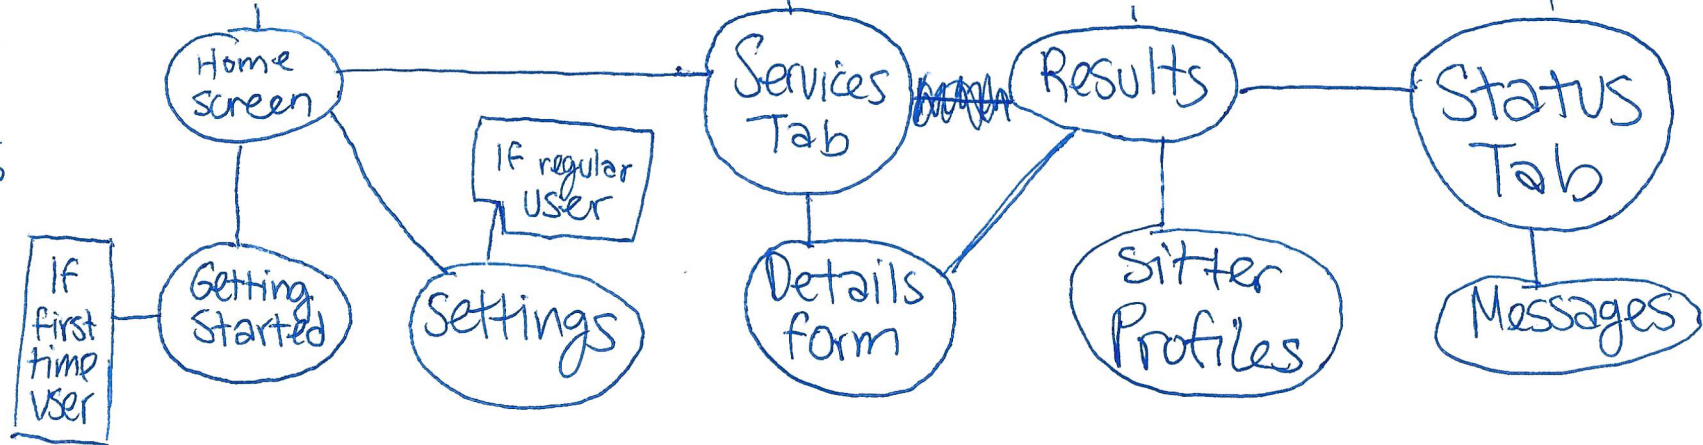 Home
screen
Services
Tab
Results
Status
Tab
If regular
user
If
first
time
user
Getting
Started
Settings
Details
form
Sitter
Profiles
Messages